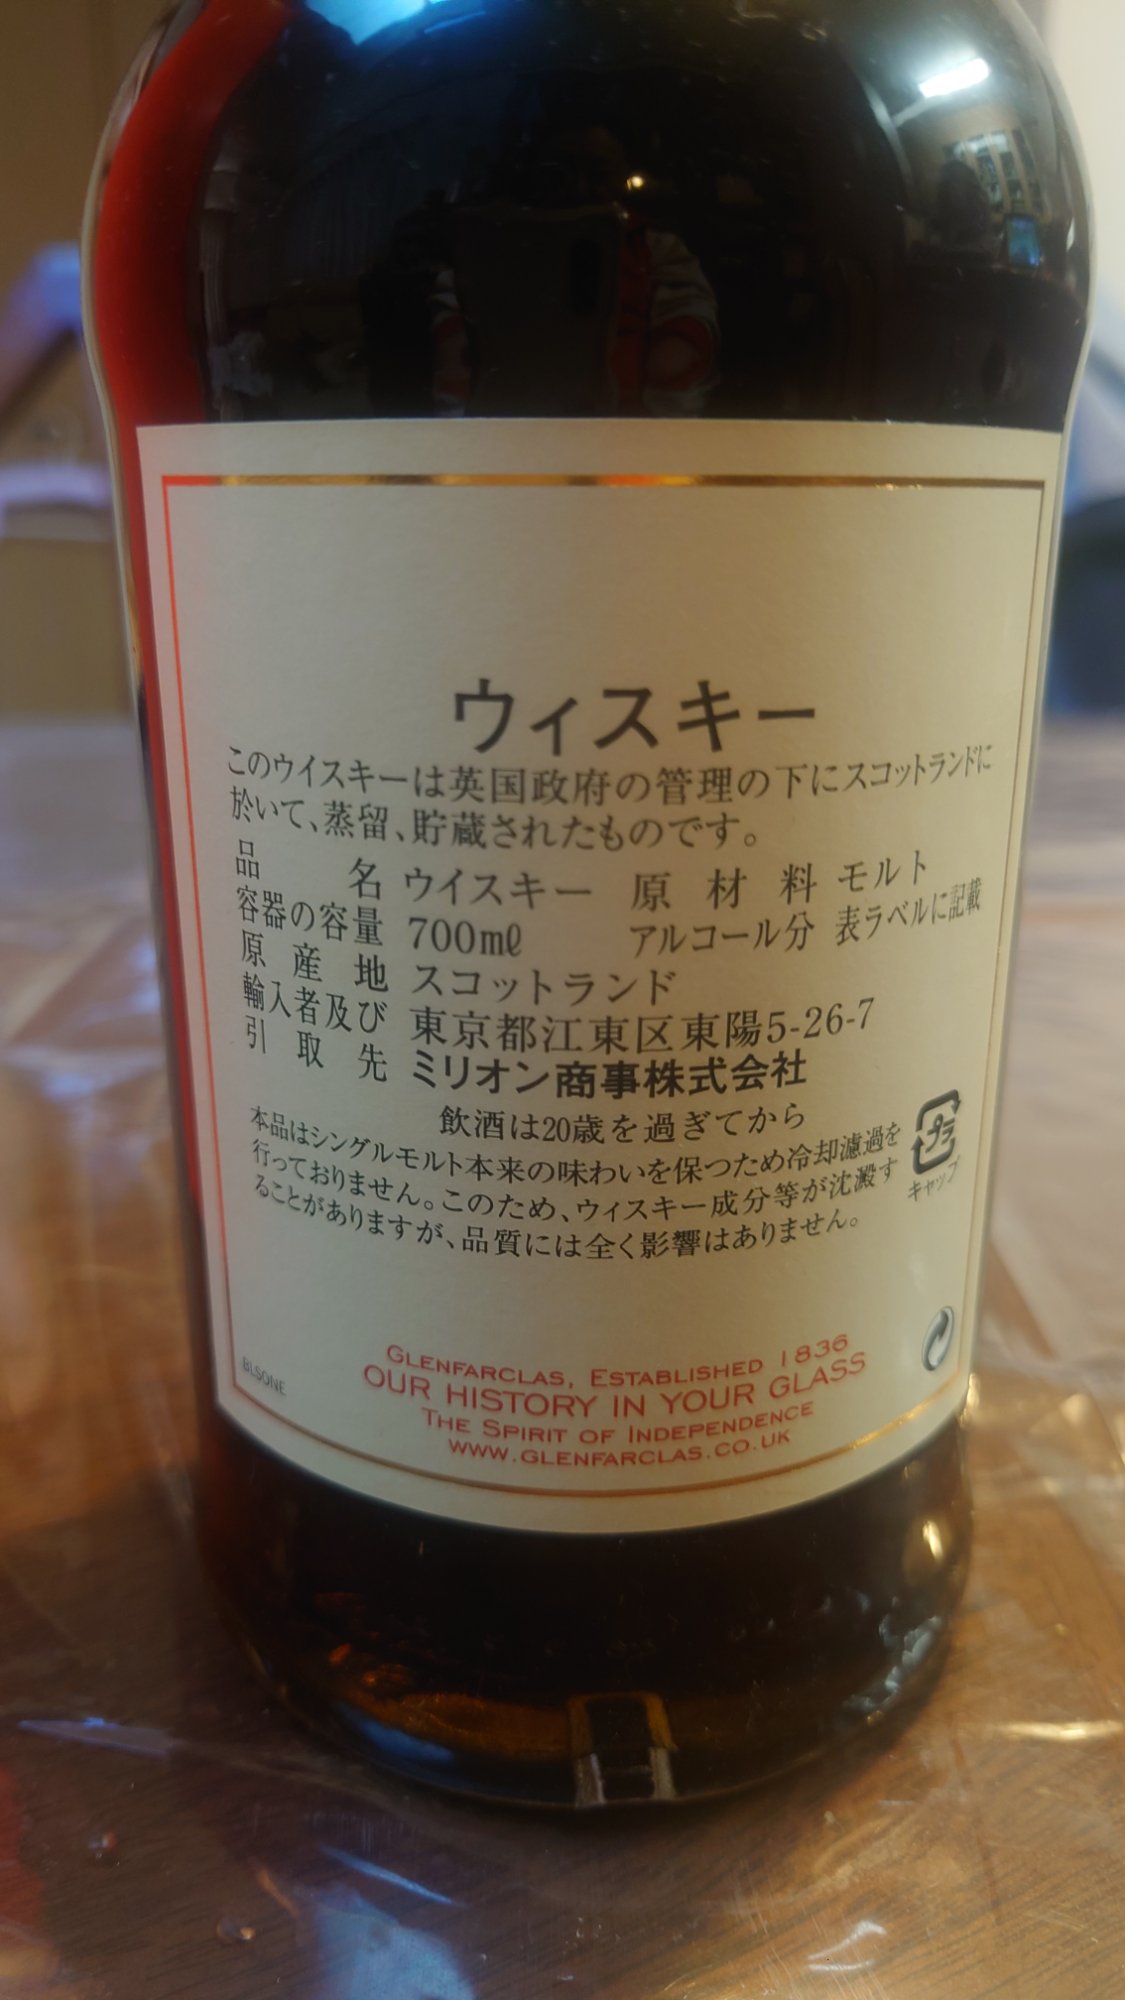 ウィスキー
このウイスキーは英国政府の管理の下にスコットランドに
於いて、蒸留、貯蔵されたものです。
品名 ウイスキー 原材料 モルト
容器の容量 700mℓ アルコール分 表ラベルに記載
原産地 スコットランド
輸入者及び 東京都江東区東陽5-26-7
引取先 ミリオン商事株式会社
飲酒は20歳を過ぎてから
本品はシングルモルト本来の味わいを保つため冷却濾過を
行っておりません。このため、ウィスキー成分等が沈澱す
ることがありますが、品質には全く影響はありません。
プラ
キャップ
GLENFARCLAS, ESTABLISHED 1836
OUR HISTORY IN YOUR GLASS
THE SPIRIT OF INDEPENDENCE
WWW.GLENFARCLAS.CO.UK
BLSONE